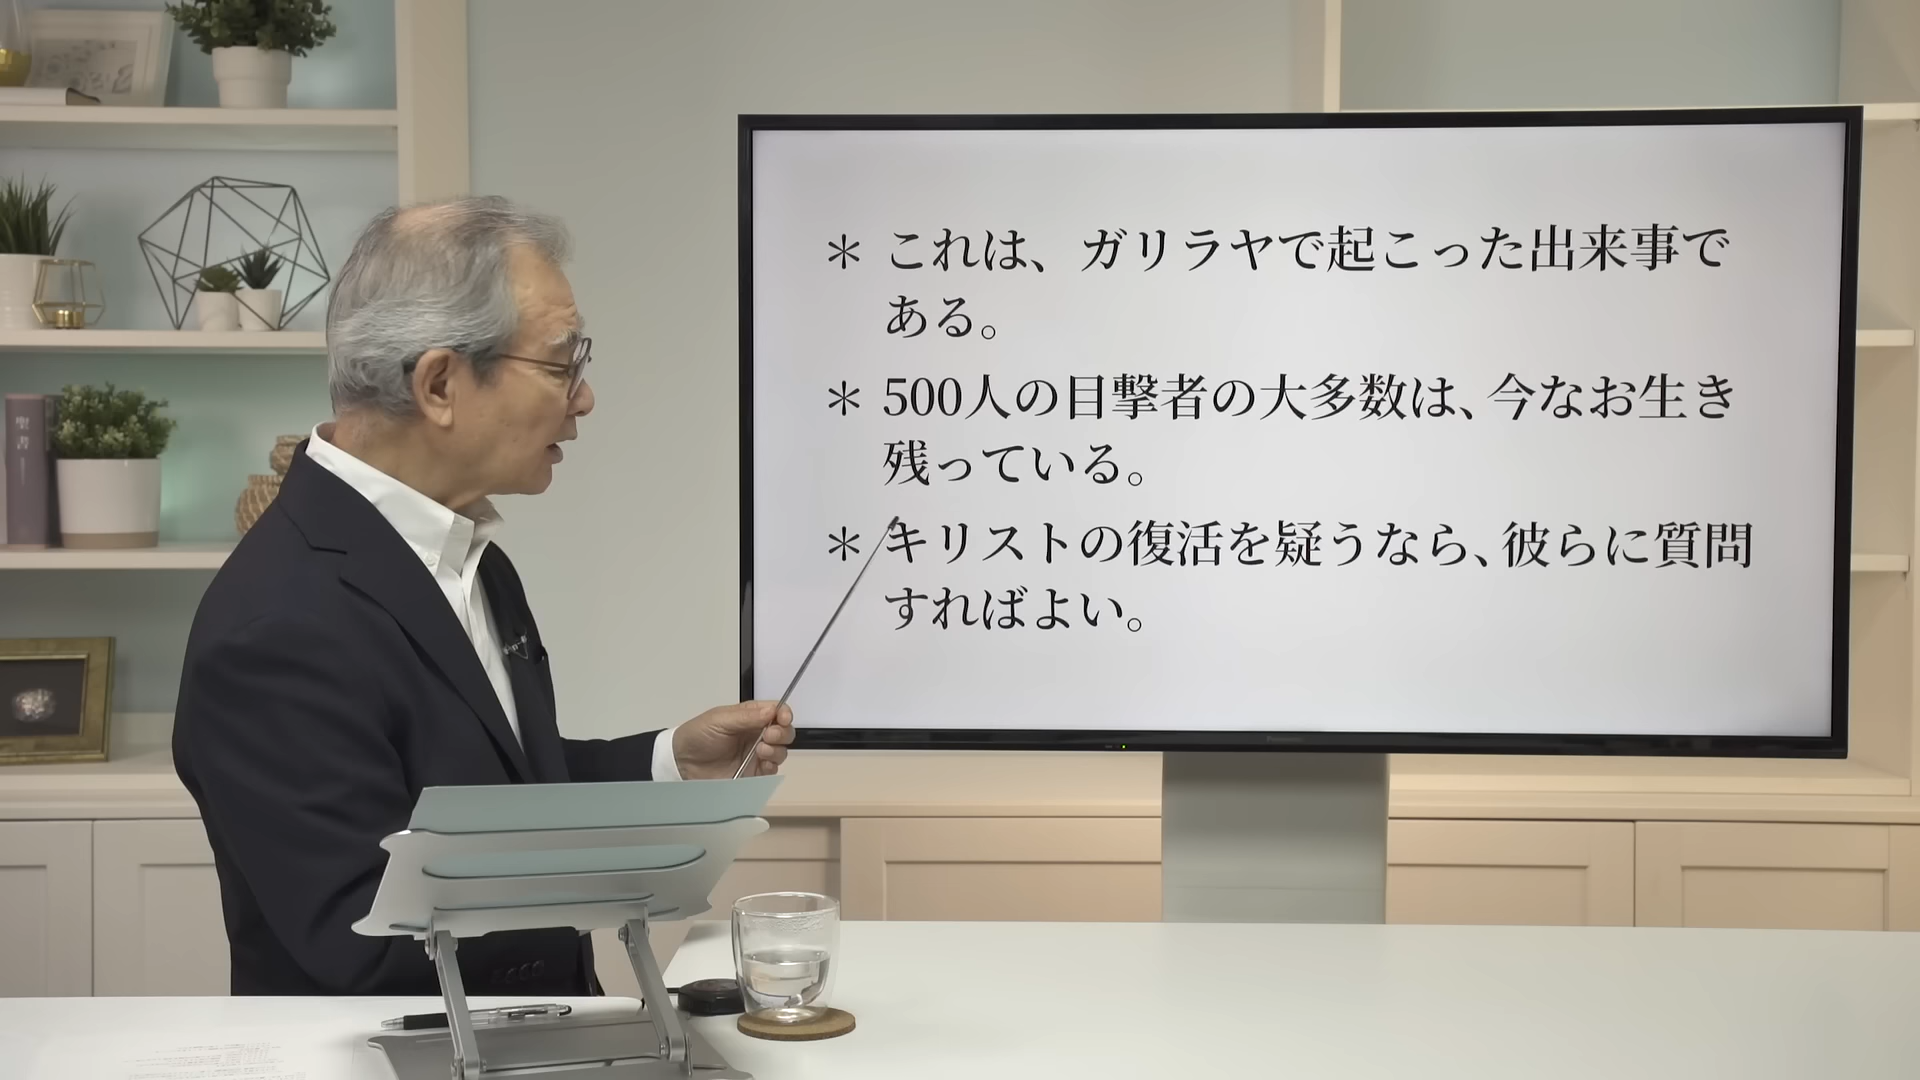 ＊ これは、ガリラヤで起こった出来事で
ある。
＊ 500人の目撃者の大多数は、今なお生き
残っている。
＊ キリストの復活を疑うなら、彼らに質問
すればよい。
聖書